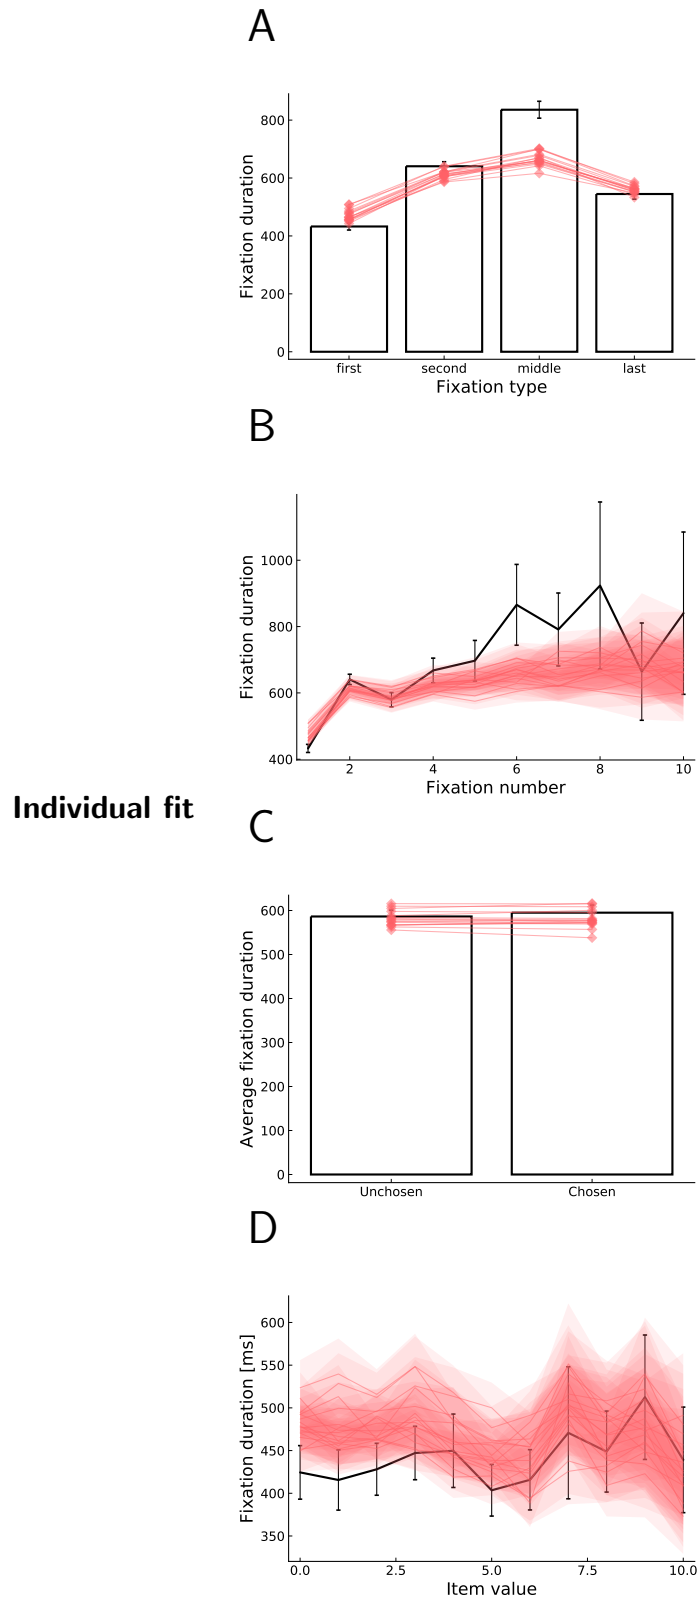 A
Fixation duration
800
600
400
200
0
first second middle last
Fixation type
B
Fixation duration
1000
800
600
400
2 4 6 8 10
Fixation number
Individual fit
C
Average fixation duration
600
500
400
300
200
100
0
Unchosen Chosen
D
Fixation duration [ms]
600
550
500
450
400
350
0.0 2.5 5.0 7.5 10.0
Item value